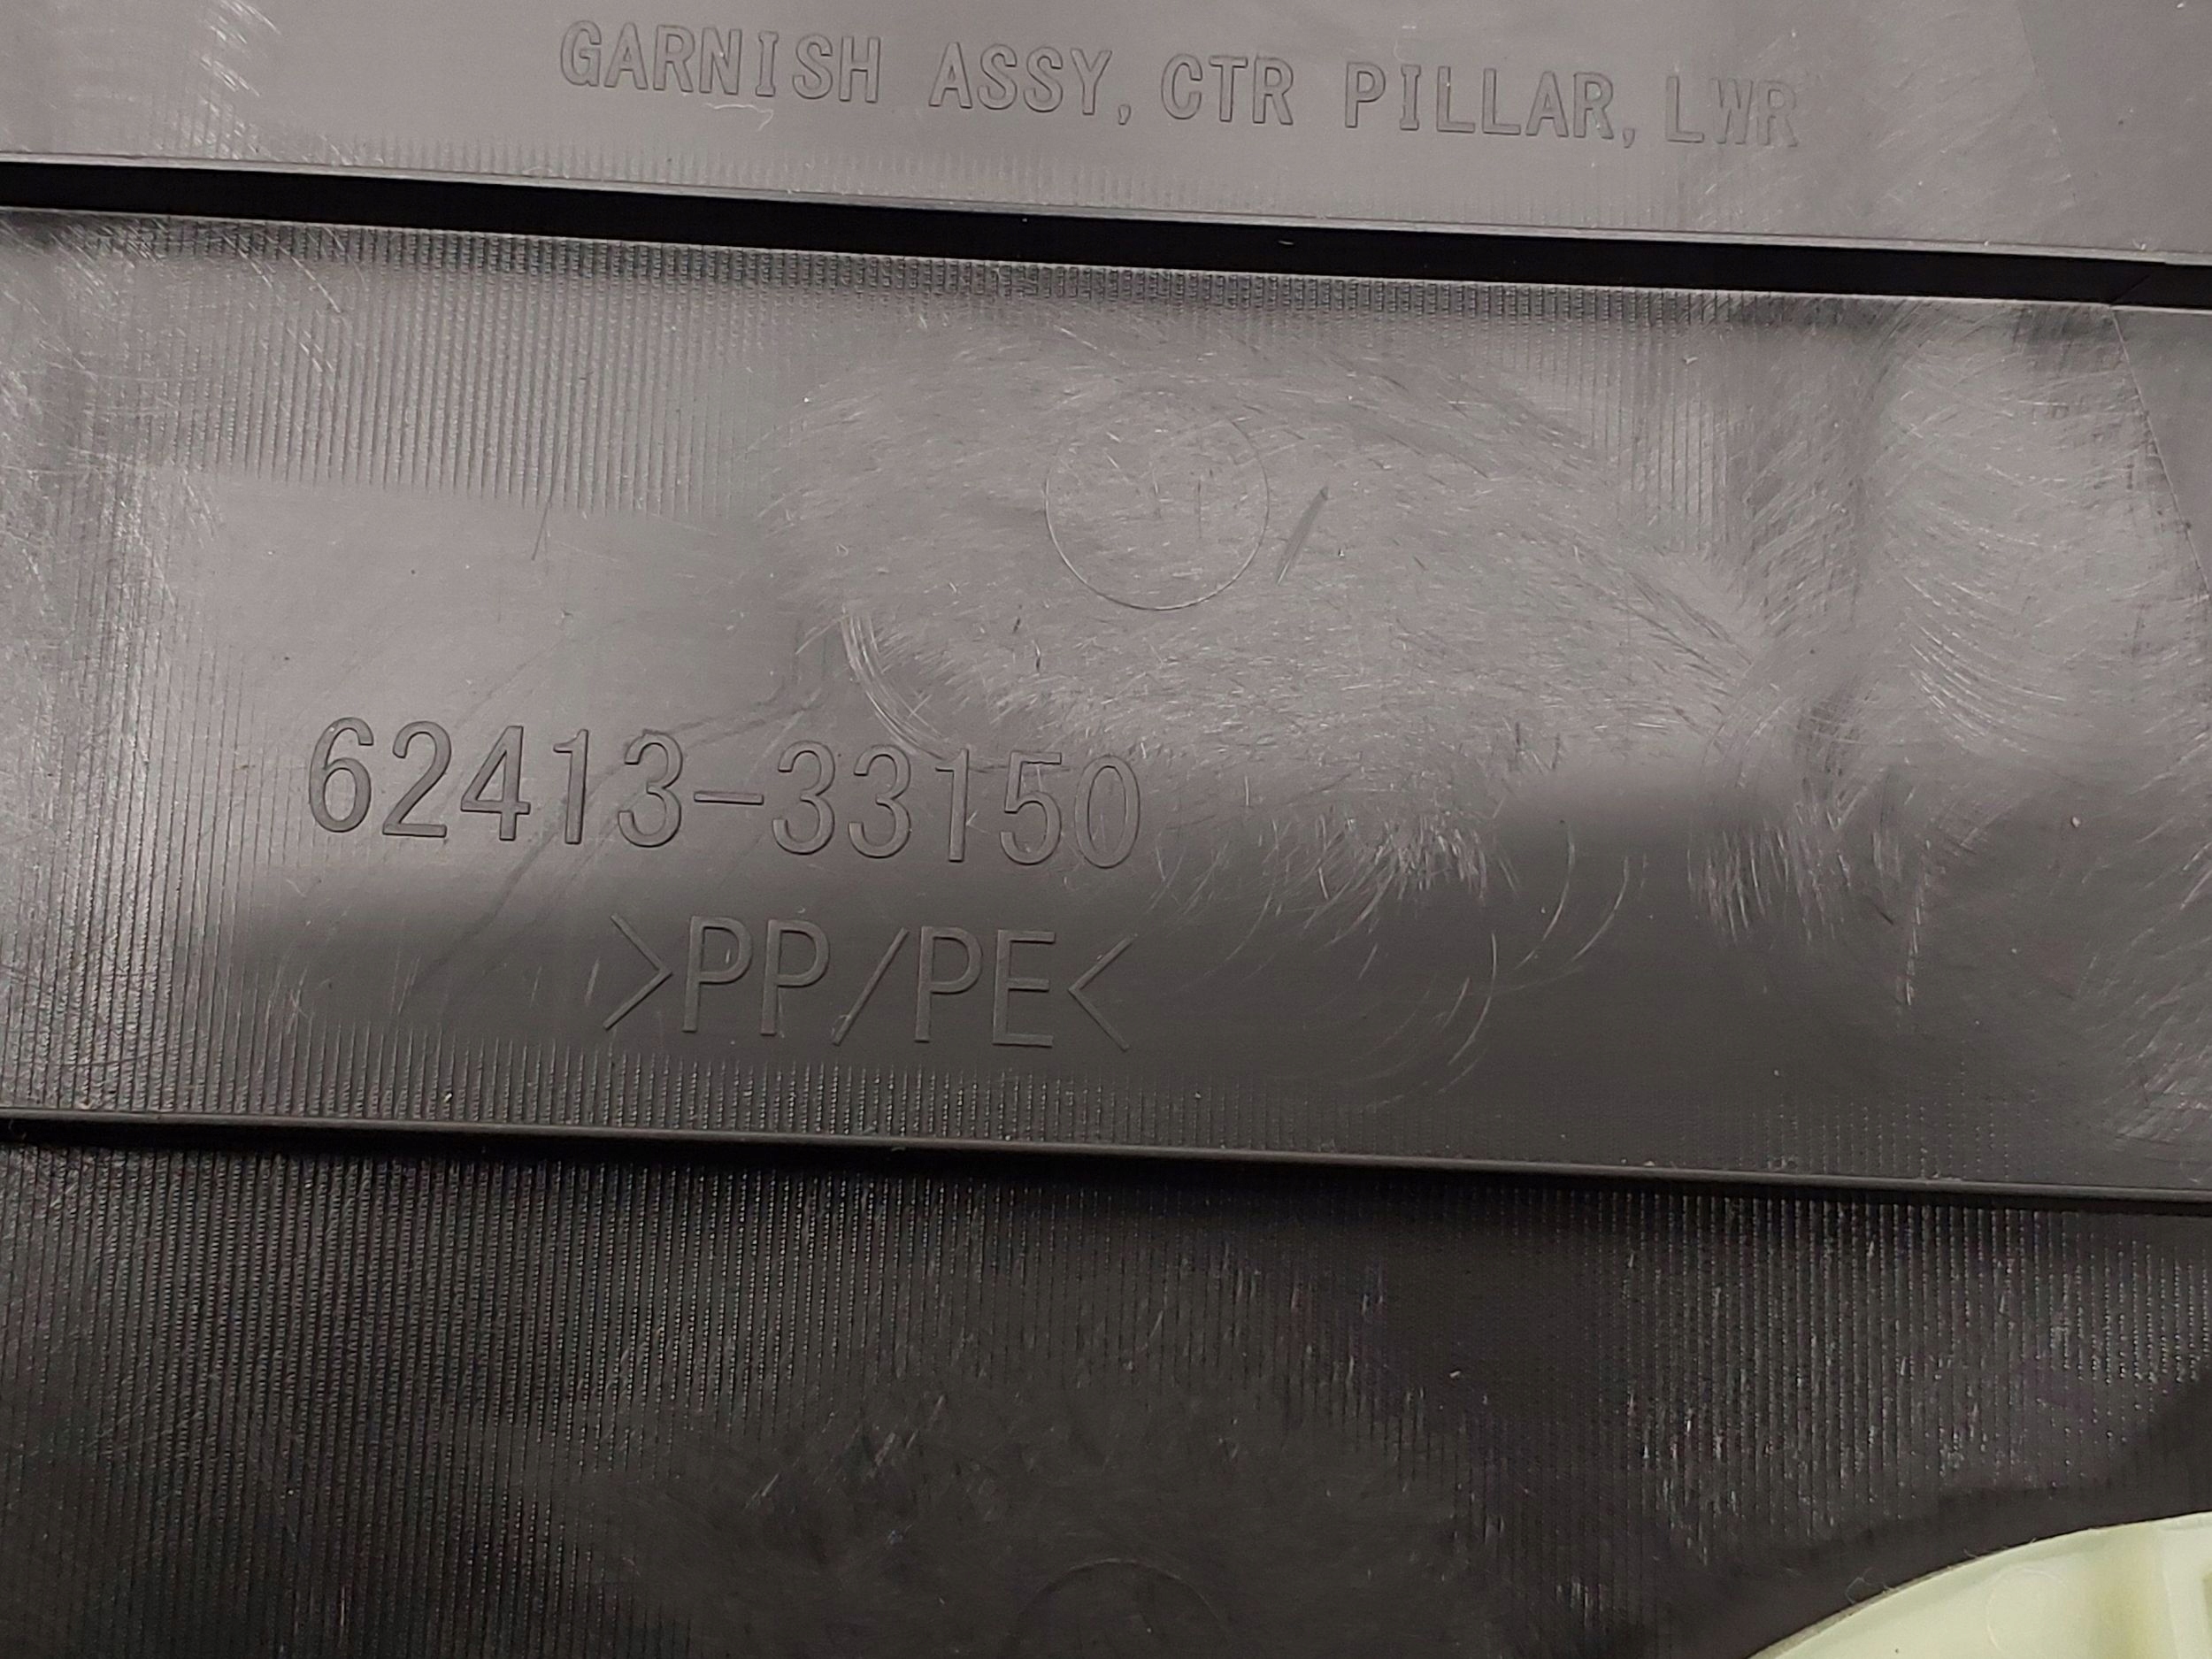 GARNISH ASSY, CTR PILLAR, LWR
62413-33150
>PP/PE<